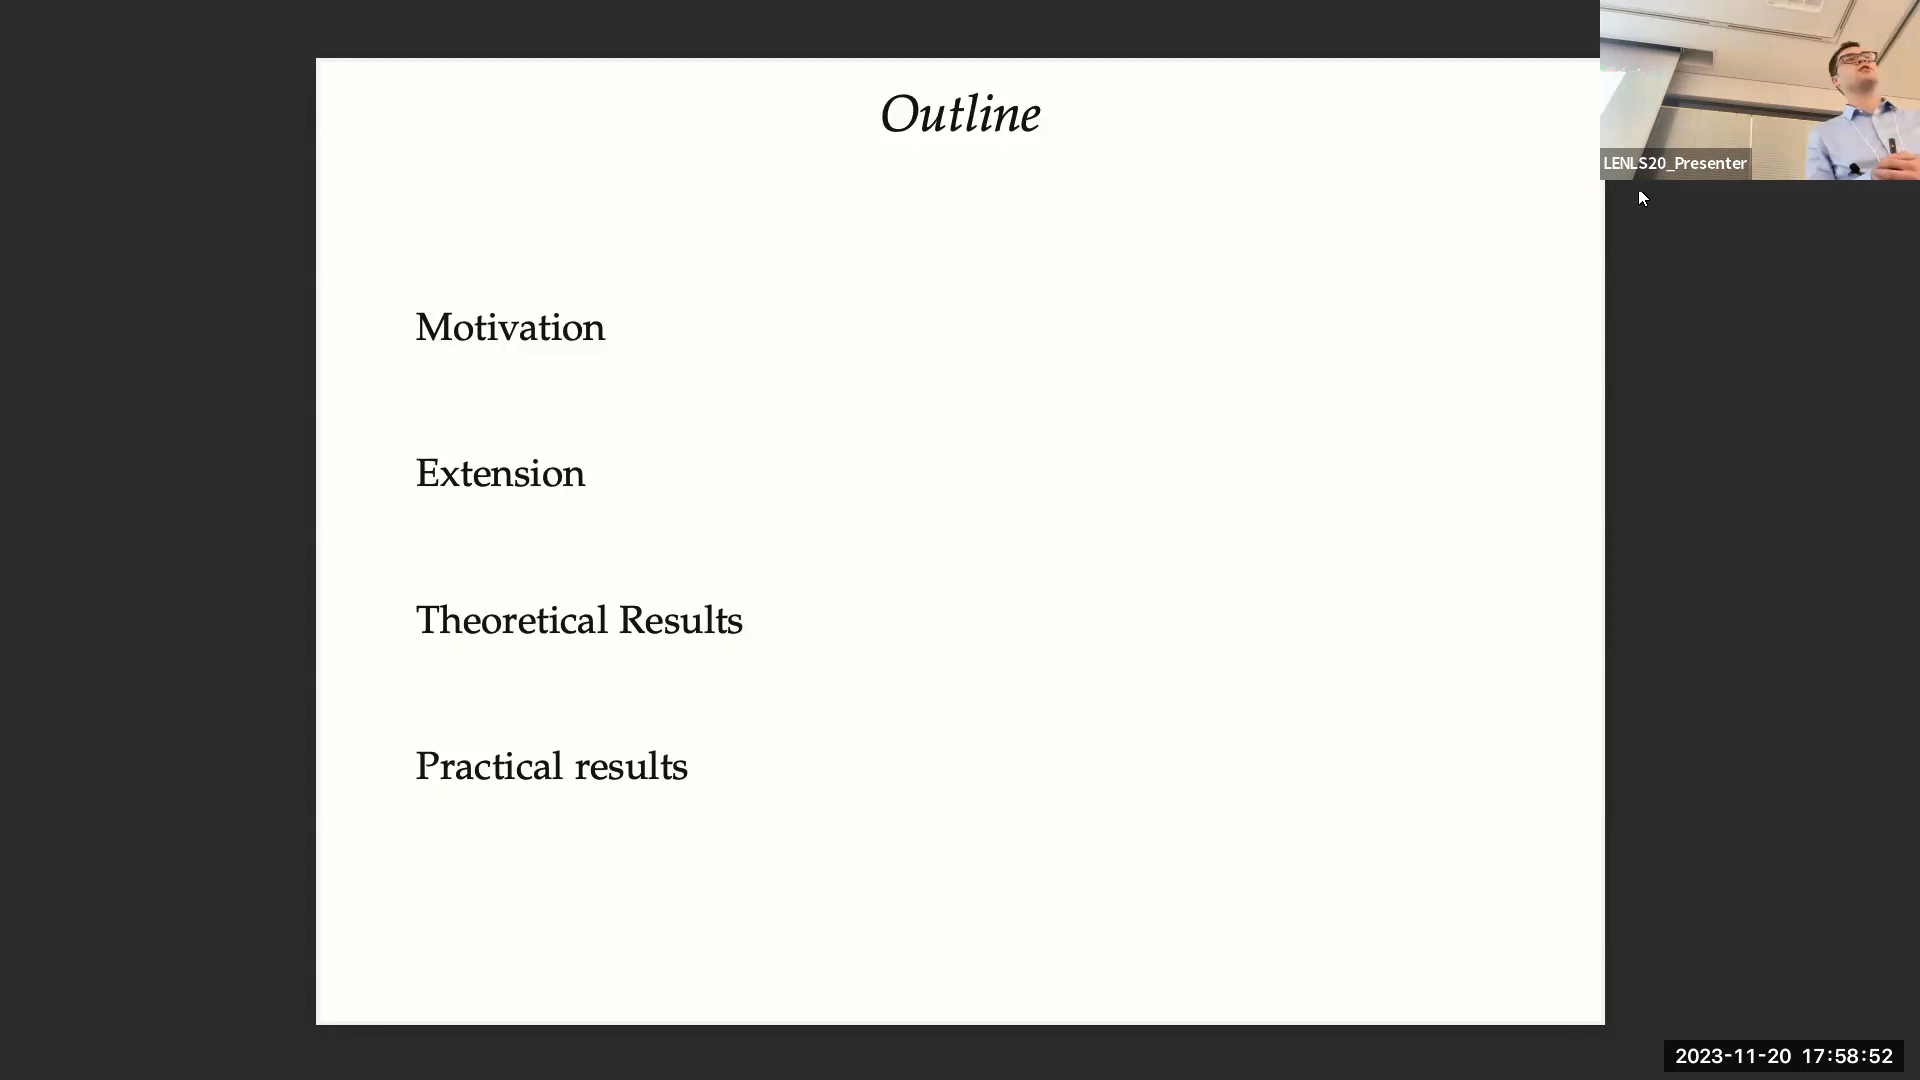 Outline
LENLS20_Presenter
Motivation
Extension
Theoretical Results
Practical results
2023-11-20 17:58:52